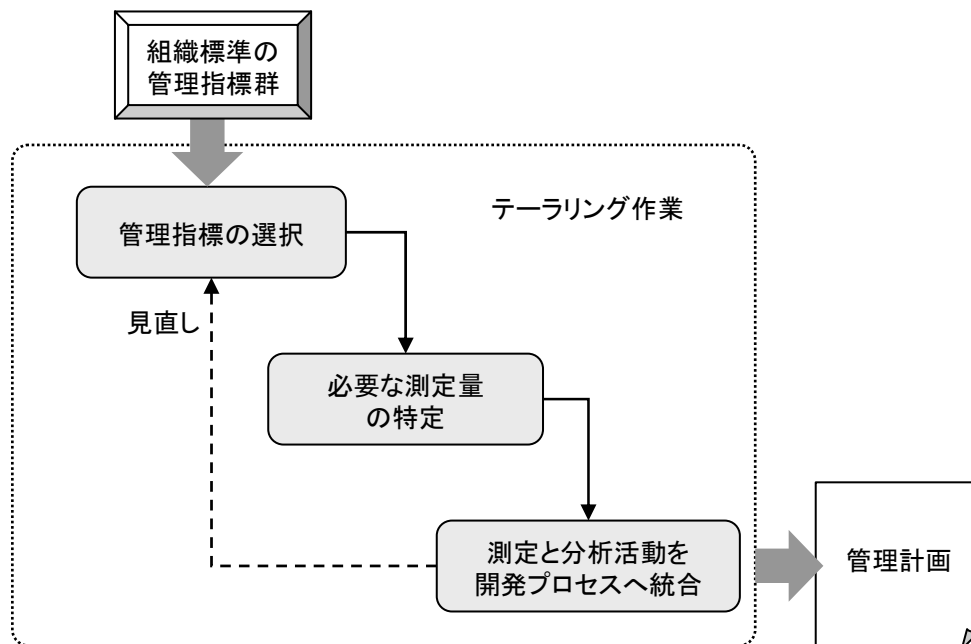 組織標準の
管理指標群
テーラリング作業
管理指標の選択
見直し
必要な測定量
の特定
測定と分析活動を
開発プロセスへ統合
管理計画